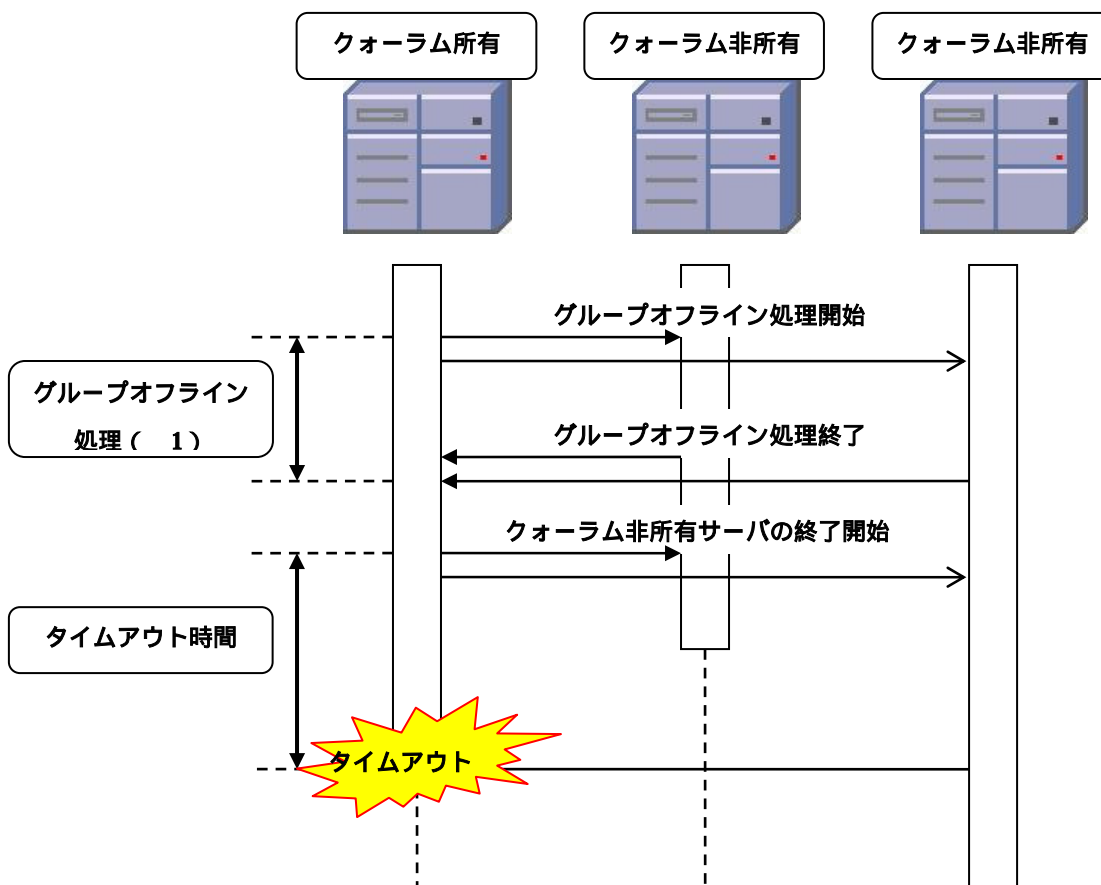 クォーラム所有
クォーラム非所有
クォーラム非所有
グループオフライン処理開始
グループオフライン
処理（　1）
グループオフライン処理終了
クォーラム非所有サーバの終了開始
タイムアウト時間
タイムアウト